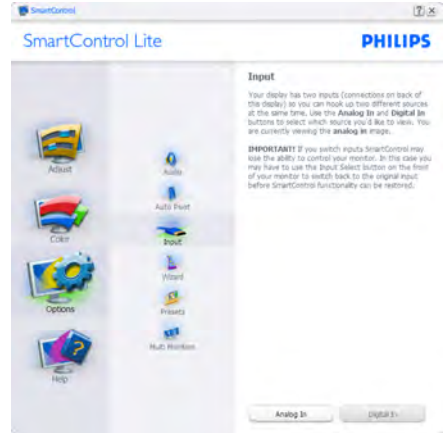 SmartControl
SmartControl Lite
PHILIPS
Adjust
Color
Options
Help
Audio
Auto Pivot
Input
Wizard
Presets
Multi Monitors
Input
Your display has two inputs (connections on back of
the display) so you can hook up two different sources
at the same time. Use the Analog In and Digital In
buttons to select which source you'd like to view. You
are currently viewing the analog in image.
IMPORTANT! If you switch inputs SmartControl may
lose the ability to control your monitor. In this case you
may have to use the Input Select button on the front
of your monitor to switch back to the original input
before SmartControl functionality can be restored.
Analog In
Digital In